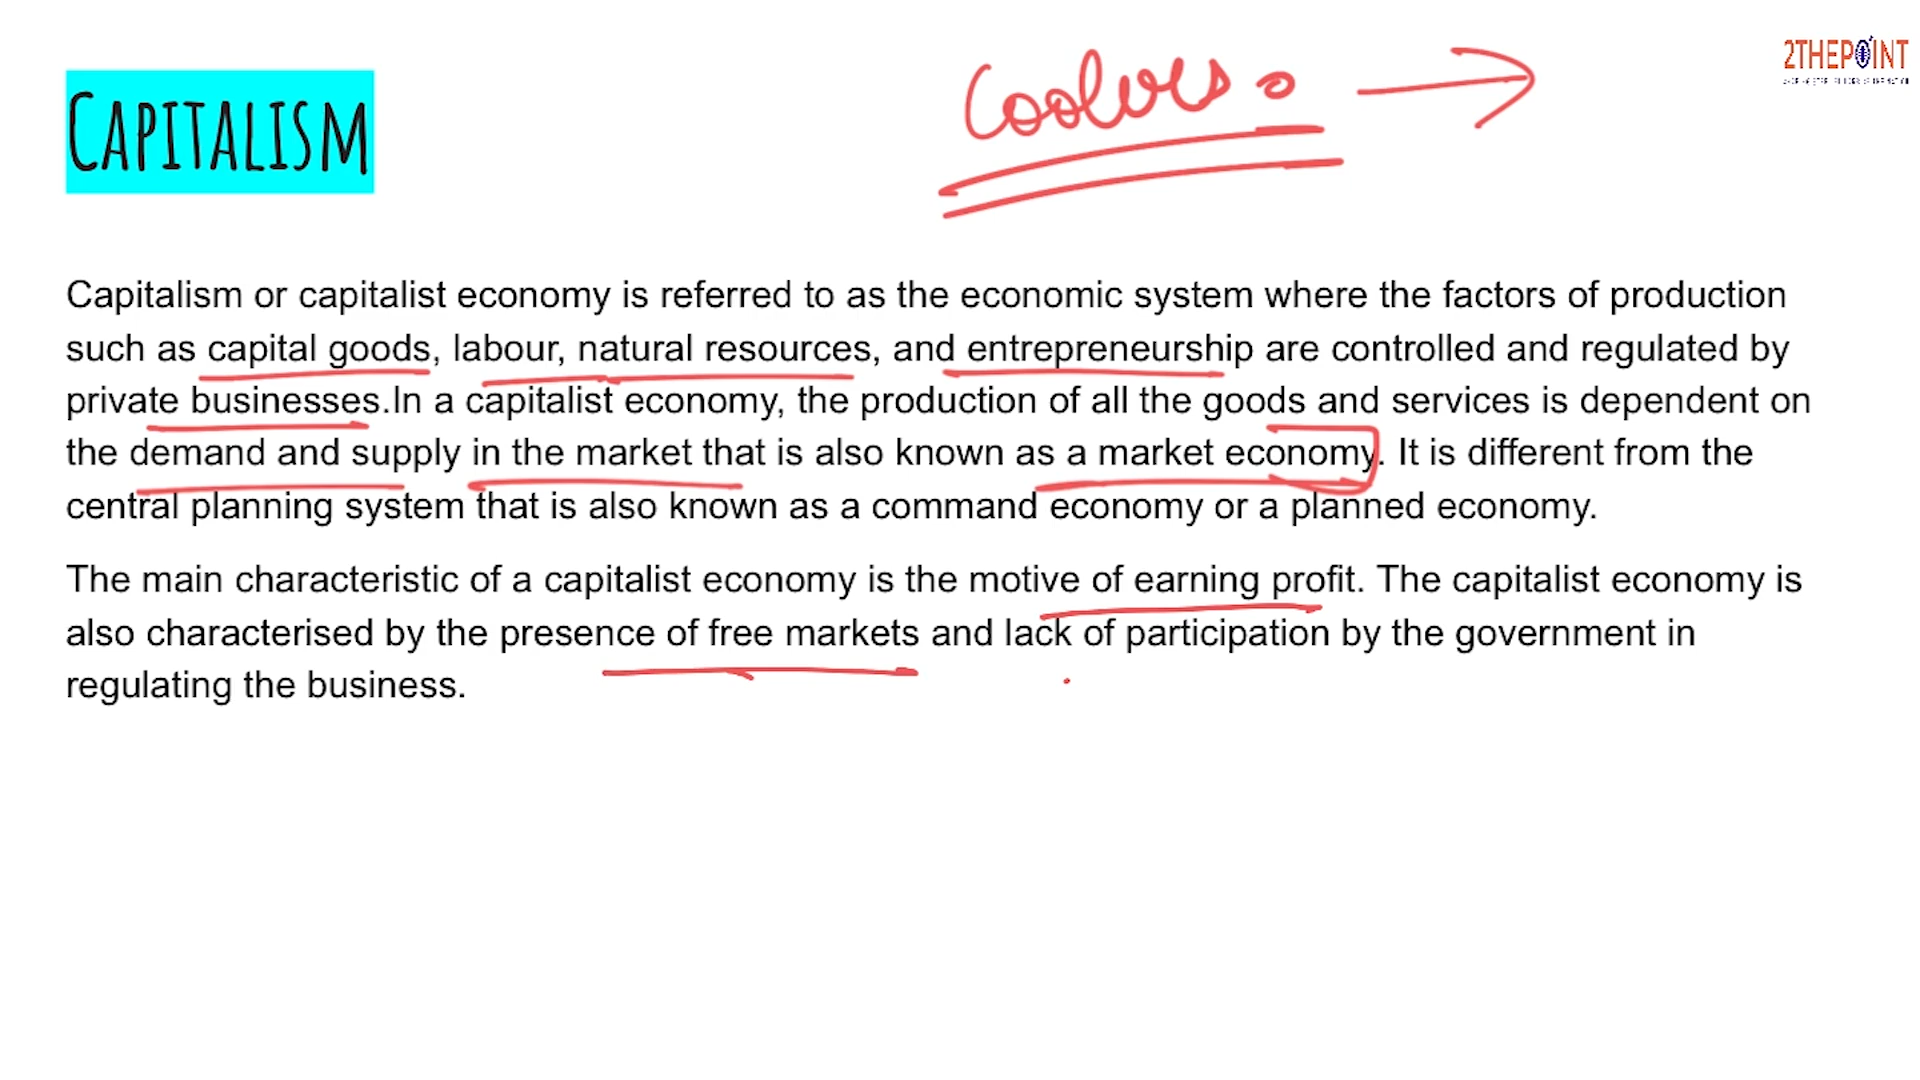 CAPITALISM
Coolers
2THEPOINT
Capitalism or capitalist economy is referred to as the economic system where the factors of production
such as capital goods, labour, natural resources, and entrepreneurship are controlled and regulated by
private businesses.In a capitalist economy, the production of all the goods and services is dependent on
the demand and supply in the market that is also known as a market economy. It is different from the
central planning system that is also known as a command economy or a planned economy.
The main characteristic of a capitalist economy is the motive of earning profit. The capitalist economy is
also characterised by the presence of free markets and lack of participation by the government in
regulating the business.